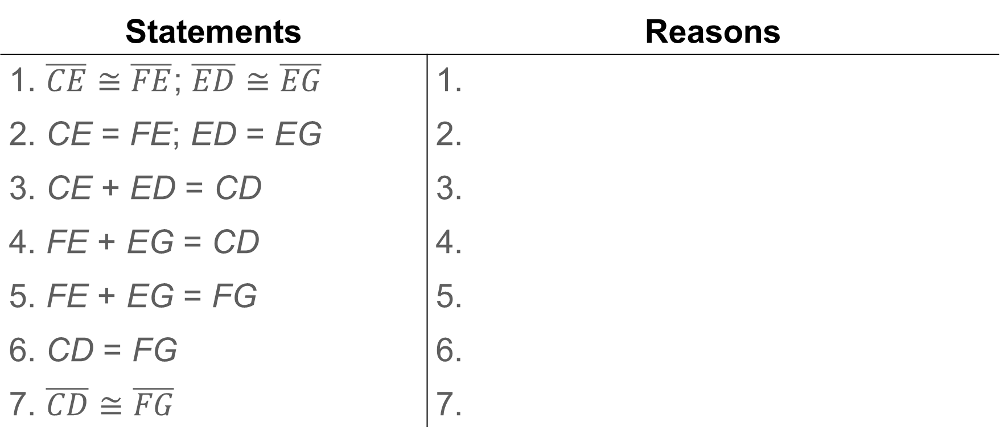 Statements Reasons
1. $\overline{CE} \cong \overline{FE}$; $\overline{ED} \cong \overline{EG}$ 1.
2. CE = FE; ED = EG 2.
3. CE + ED = CD 3.
4. FE + EG = CD 4.
5. FE + EG = FG 5.
6. CD = FG 6.
7. $\overline{CD} \cong \overline{FG}$ 7.